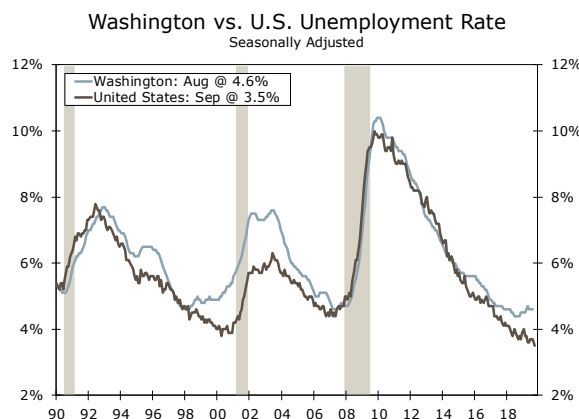 Washington vs. U.S. Unemployment Rate
Seasonally Adjusted
12% 12%
Washington: Aug @ 4.6%
United States: Sep @ 3.5%
10% 10%
8% 8%
6% 6%
4% 4%
2% 2%
90 92 94 96 98 00 02 04 06 08 10 12 14 16 18